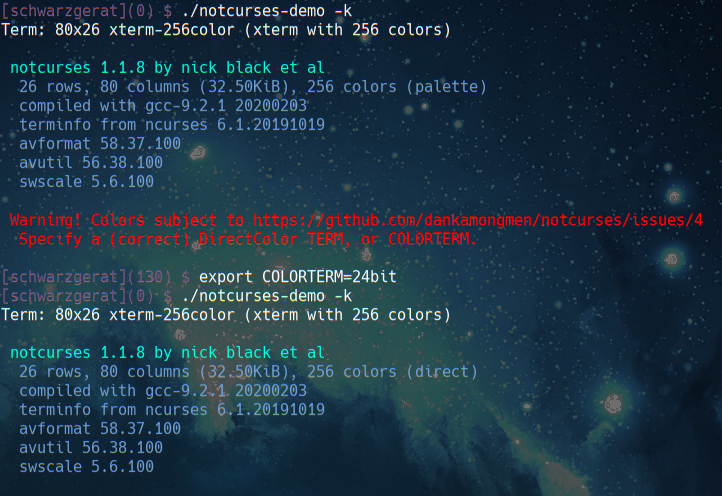 [schwarzgerat](0) $ ./notcurses-demo -k
Term: 80x26 xterm-256color (xterm with 256 colors)
notcurses 1.1.8 by nick black et al
26 rows, 80 columns (32.50KiB), 256 colors (palette)
compiled with gcc-9.2.1 20200203
terminfo from ncurses 6.1.20191019
avformat 58.37.100
avutil 56.38.100
swscale 5.6.100
Warning! Colors subject to https://github.com/dankamongmen/notcurses/issues/4
Specify a (correct) DirectColor TERM, or COLORTERM.
[schwarzgerat](130) $ export COLORTERM=24bit
[schwarzgerat](0) $ ./notcurses-demo -k
Term: 80x26 xterm-256color (xterm with 256 colors)
notcurses 1.1.8 by nick black et al
26 rows, 80 columns (32.50KiB), 256 colors (direct)
compiled with gcc-9.2.1 20200203
terminfo from ncurses 6.1.20191019
avformat 58.37.100
avutil 56.38.100
swscale 5.6.100